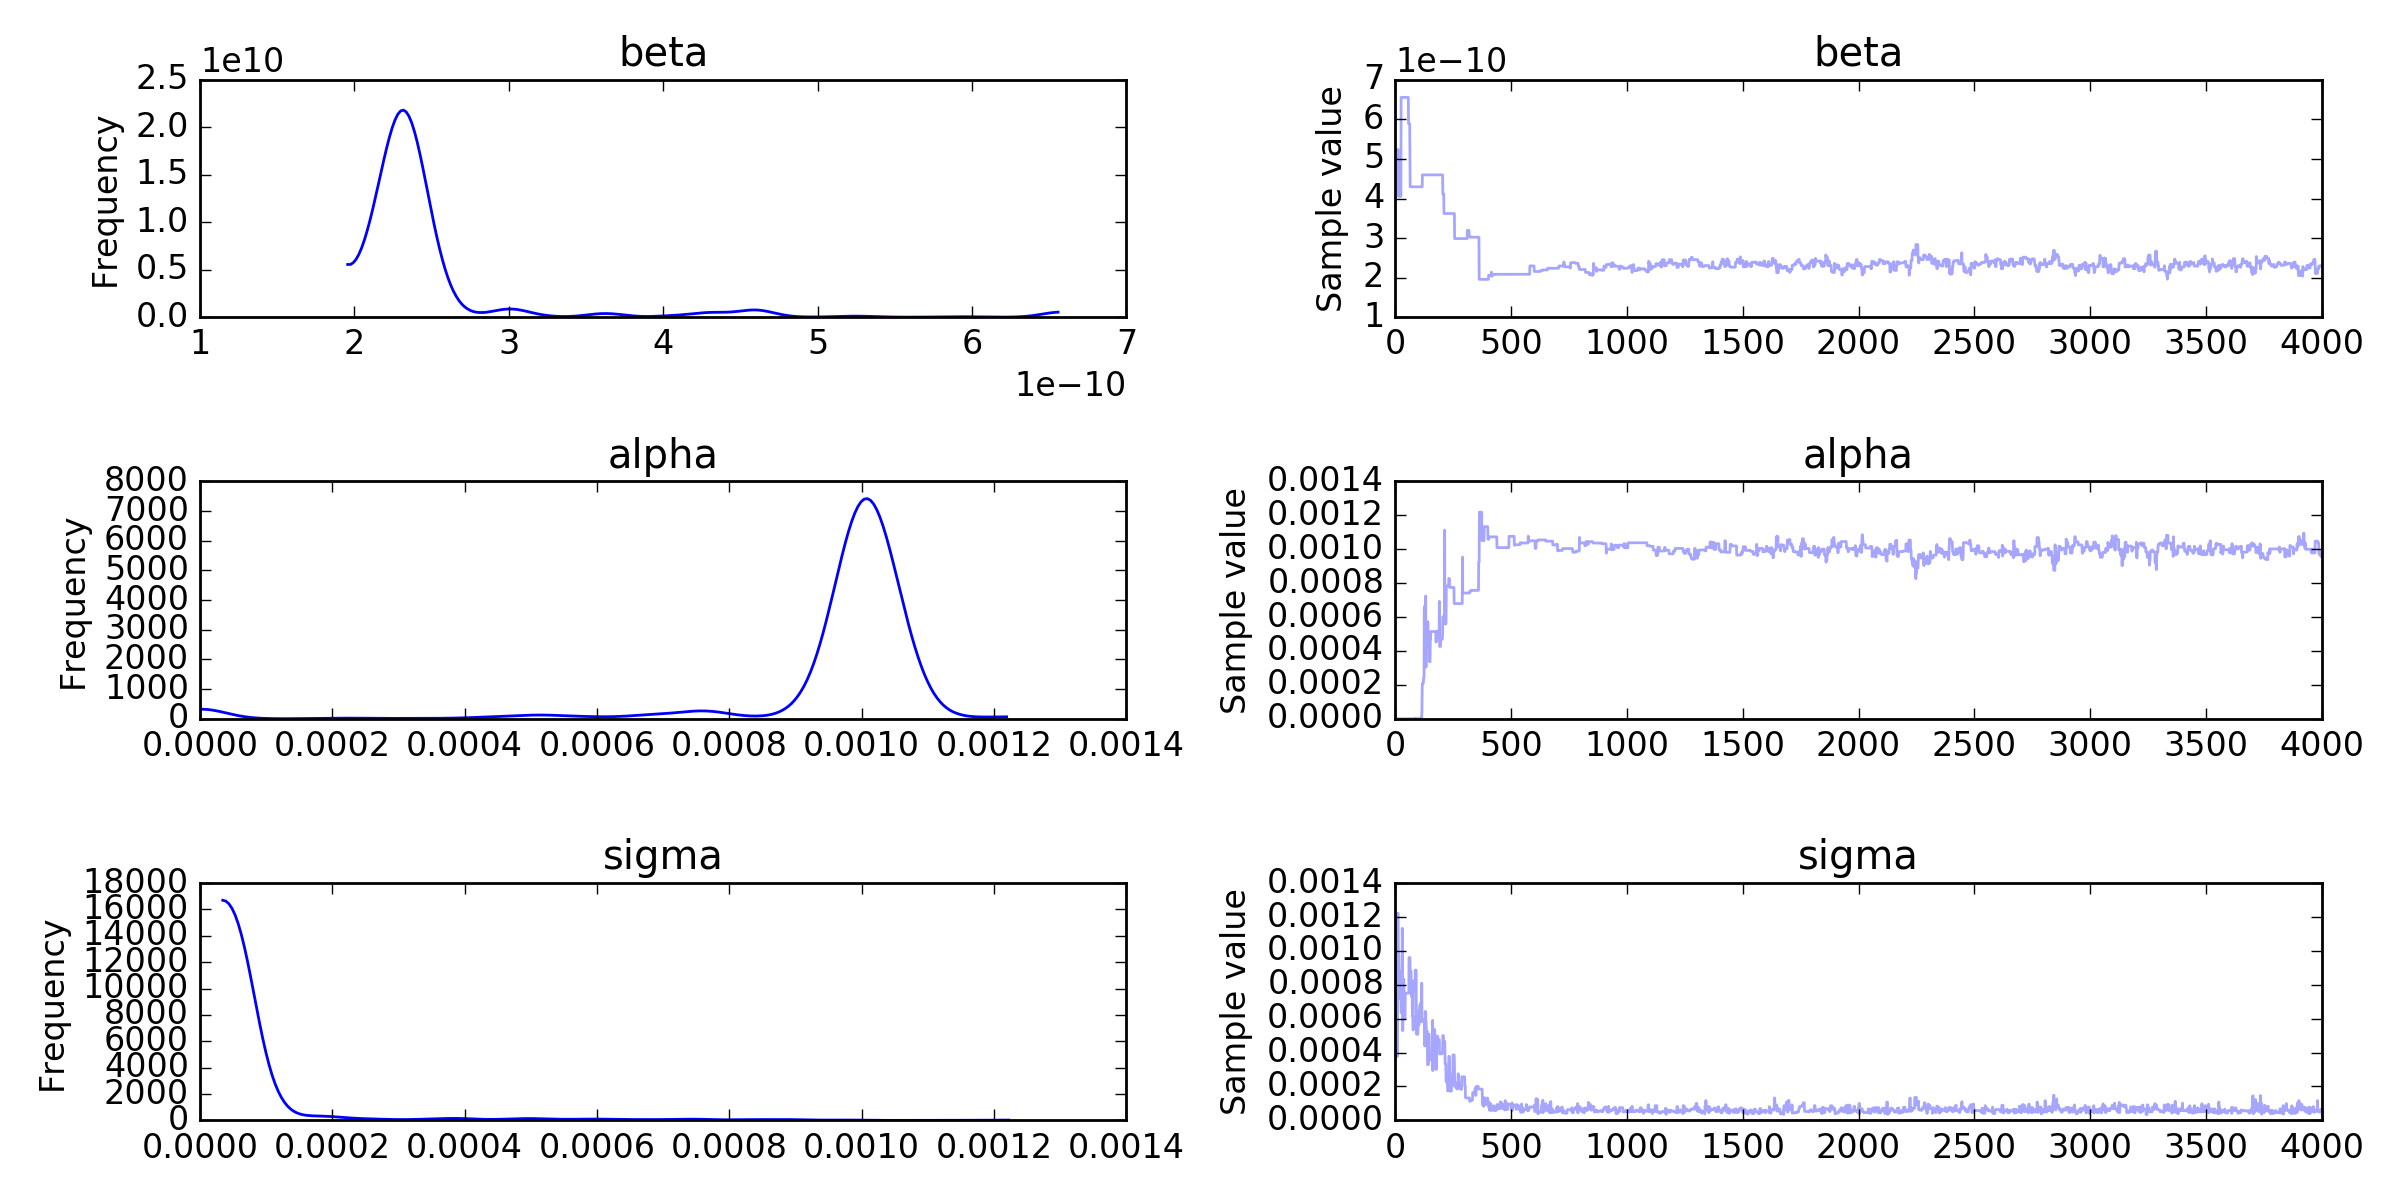 beta
1e10
Frequency
2.5
2.0
1.5
1.0
0.5
0.0
1 2 3 4 5 6 7
1e−10
beta
1e−10
Sample value
7
6
5
4
3
2
1
0 500 1000 1500 2000 2500 3000 3500 4000
alpha
Frequency
8000
7000
6000
5000
4000
3000
2000
1000
0
0.0000 0.0002 0.0004 0.0006 0.0008 0.0010 0.0012 0.0014
alpha
Sample value
0.0014
0.0012
0.0010
0.0008
0.0006
0.0004
0.0002
0.0000
0 500 1000 1500 2000 2500 3000 3500 4000
sigma
Frequency
18000
16000
14000
12000
10000
8000
6000
4000
2000
0
0.0000 0.0002 0.0004 0.0006 0.0008 0.0010 0.0012 0.0014
sigma
Sample value
0.0014
0.0012
0.0010
0.0008
0.0006
0.0004
0.0002
0.0000
0 500 1000 1500 2000 2500 3000 3500 4000